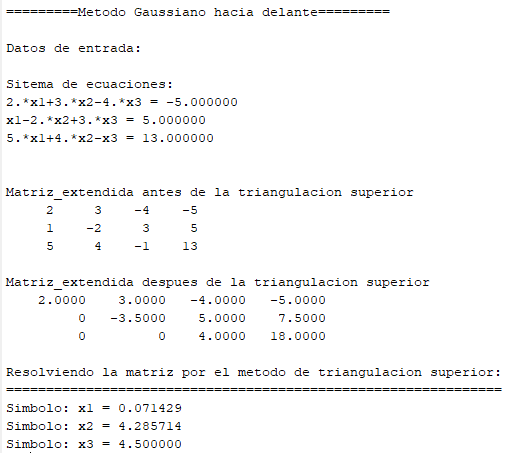 =========Metodo Gaussiano hacia delante=========
Datos de entrada:
Sitema de ecuaciones:
2.*x1+3.*x2-4.*x3 = -5.000000
x1-2.*x2+3.*x3 = 5.000000
5.*x1+4.*x2-x3 = 13.000000
Matriz_extendida antes de la triangulacion superior
2 3 -4 -5
1 -2 3 5
5 4 -1 13
Matriz_extendida despues de la triangulacion superior
2.0000 3.0000 -4.0000 -5.0000
0 -3.5000 5.0000 7.5000
0 0 4.0000 18.0000
Resolviendo la matriz por el metodo de triangulacion superior:
==============================================================
Simbolo: x1 = 0.071429
Simbolo: x2 = 4.285714
Simbolo: x3 = 4.500000